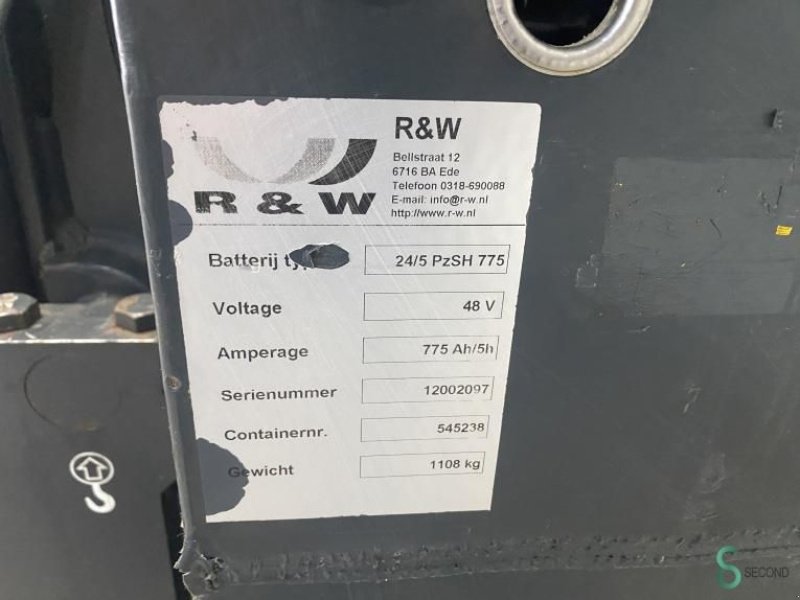 R&W
Bellstraat 12
6716 BA Ede
Telefoon 0318-690088
E-mail: info@r-w.nl
http://www.r-w.nl
R & W
Batterij 24/5 PzSH 775
Voltage 48 V
Amperage 775 Ah/5h
Serienummer 12002097
Containernr. 545238
Gewicht 1108 kg
SECOND